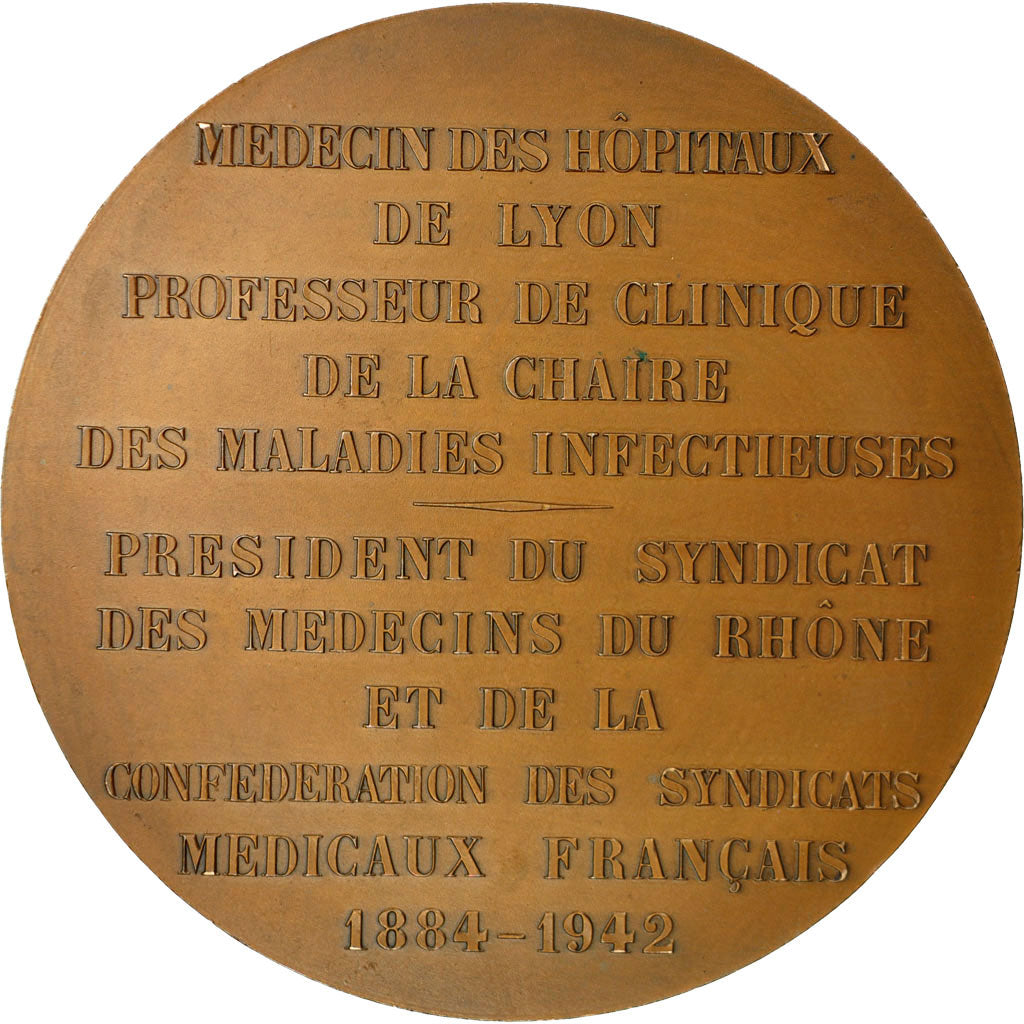 MEDECIN DES HÔPITAUX
DE LYON
PROFESSEUR DE CLINIQUE
DE LA CHAIRE
DES MALADIES INFECTIEUSES
PRESIDENT DU SYNDICAT
DES MEDECINS DU RHÔNE
ET DE LA
CONFEDERATION DES SYNDICATS
MEDICAUX FRANÇAIS
1884-1942